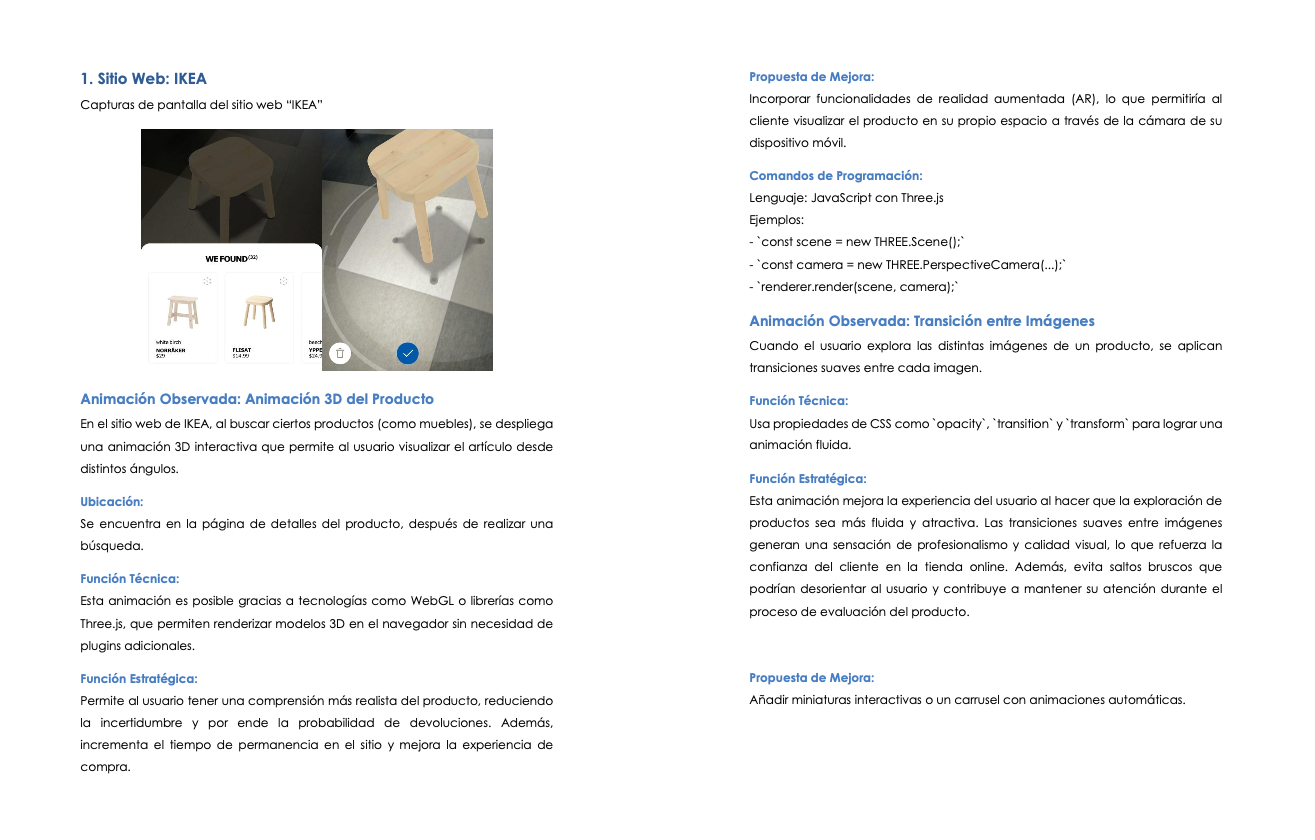 1. Sitio Web: IKEA
Capturas de pantalla del sitio web “IKEA”
WE FOUND(32)
white birch
NORRÅKER
$29
FLISAT
$14.99
beech
YPPE
$24.9
Animación Observada: Animación 3D del Producto
En el sitio web de IKEA, al buscar ciertos productos (como muebles), se despliega
una animación 3D interactiva que permite al usuario visualizar el artículo desde
distintos ángulos.
Ubicación:
Se encuentra en la página de detalles del producto, después de realizar una
búsqueda.
Función Técnica:
Esta animación es posible gracias a tecnologías como WebGL o librerías como
Three.js, que permiten renderizar modelos 3D en el navegador sin necesidad de
plugins adicionales.
Función Estratégica:
Permite al usuario tener una comprensión más realista del producto, reduciendo
la incertidumbre y por ende la probabilidad de devoluciones. Además,
incrementa el tiempo de permanencia en el sitio y mejora la experiencia de
compra.
Propuesta de Mejora:
Incorporar funcionalidades de realidad aumentada (AR), lo que permitiría al
cliente visualizar el producto en su propio espacio a través de la cámara de su
dispositivo móvil.
Comandos de Programación:
Lenguaje: JavaScript con Three.js
Ejemplos:
- `const scene = new THREE.Scene();`
- `const camera = new THREE.PerspectiveCamera(...);`
- `renderer.render(scene, camera);`
Animación Observada: Transición entre Imágenes
Cuando el usuario explora las distintas imágenes de un producto, se aplican
transiciones suaves entre cada imagen.
Función Técnica:
Usa propiedades de CSS como `opacity`, `transition` y `transform` para lograr una
animación fluida.
Función Estratégica:
Esta animación mejora la experiencia del usuario al hacer que la exploración de
productos sea más fluida y atractiva. Las transiciones suaves entre imágenes
generan una sensación de profesionalismo y calidad visual, lo que refuerza la
confianza del cliente en la tienda online. Además, evita saltos bruscos que
podrían desorientar al usuario y contribuye a mantener su atención durante el
proceso de evaluación del producto.
Propuesta de Mejora:
Añadir miniaturas interactivas o un carrusel con animaciones automáticas.